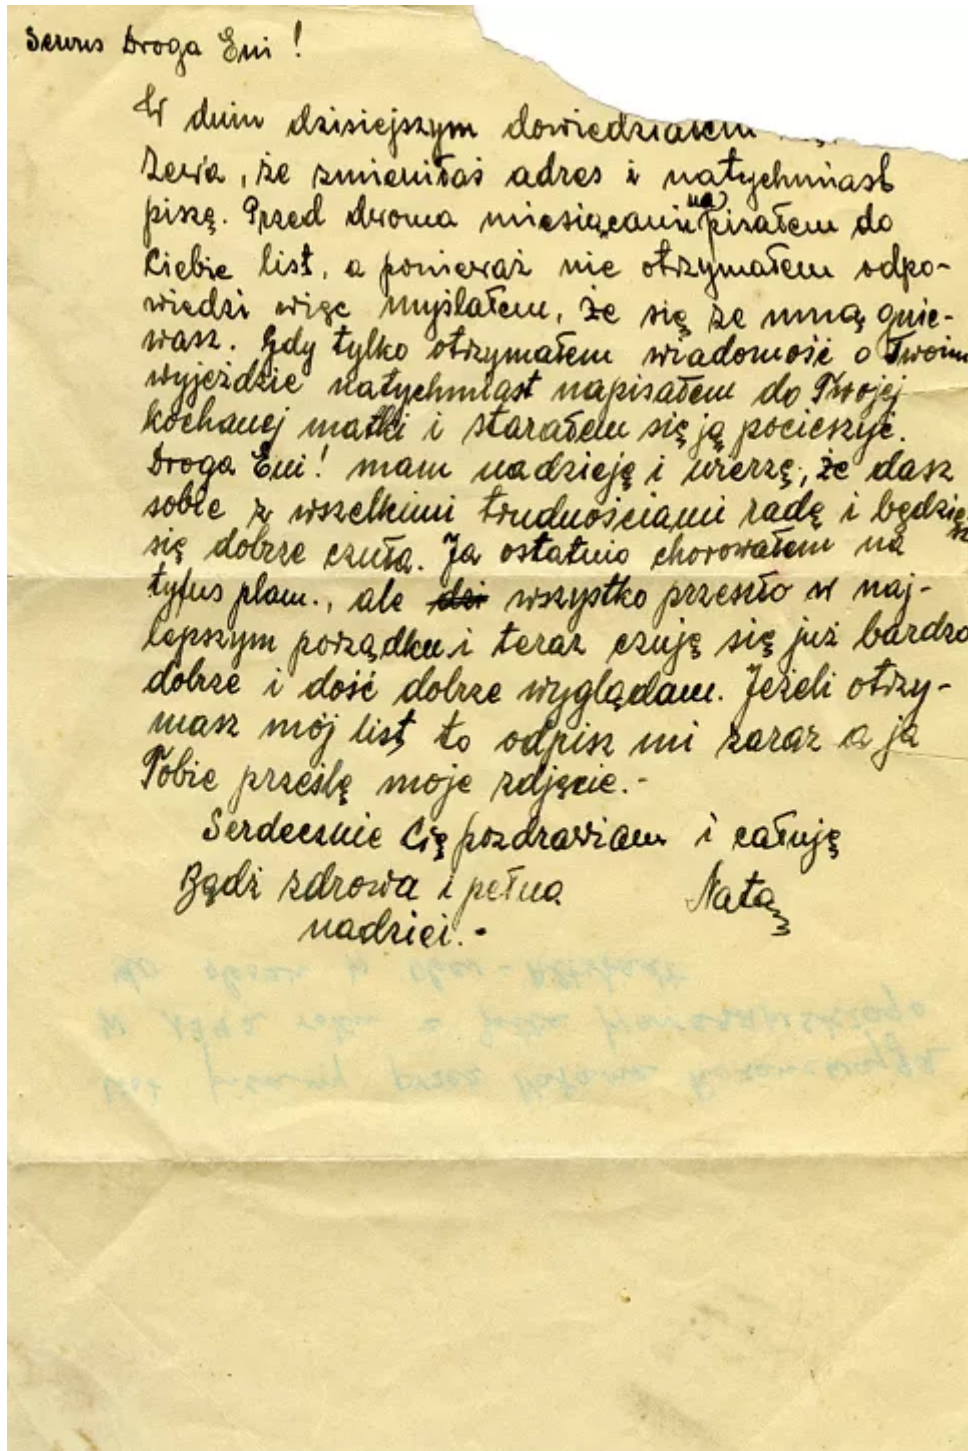 Serwus Droga Eni!
W dniu dzisiejszym dowiedziałem
Zewa, że zmieniłaś adres i natychmiast
piszę. Przed dwoma miesiącami napisałem do
Ciebie list, a ponieważ nie otrzymałem odpo-
wiedzi więc myślałem, że się ze mną gnie-
wasz. Gdy tylko otrzymałem wiadomość o Twoim
wyjeździe natychmiast napisałem do Twojej
kochanej matki i starałem się ją pocieszyć.
Droga Eni! mam nadzieję i wierzę, że dasz
sobie z wszelkimi trudnościami radę i będziesz
się dobrze czuła. Ja ostatnio chorowałem na
tyfus plam., ale dzi wszystko przeszło w naj-
lepszym porządku i teraz czuję się już bardzo
dobrze i dość dobrze wyglądam. Jeżeli otrzy-
masz mój list, to odpisz mi zaraz a ja
Tobie prześlę moje zdjęcie.-
Serdecznie Cię pozdrawiam i całuję
Bądź zdrowa i pełna Natan
nadziei.-